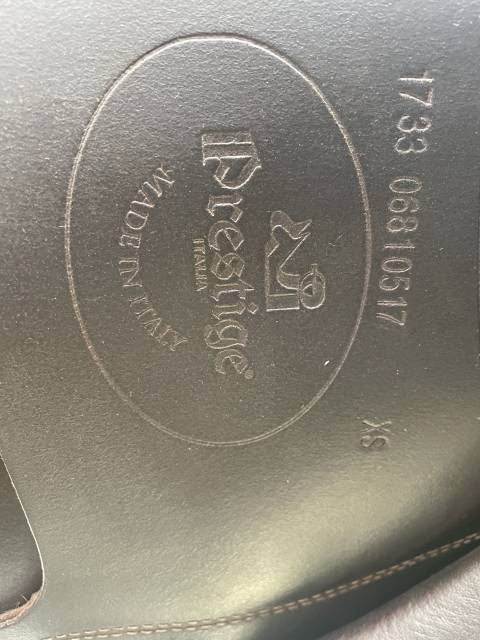 1733 06810517
Prestige
ITALIA
MADE IN ITALY
XS